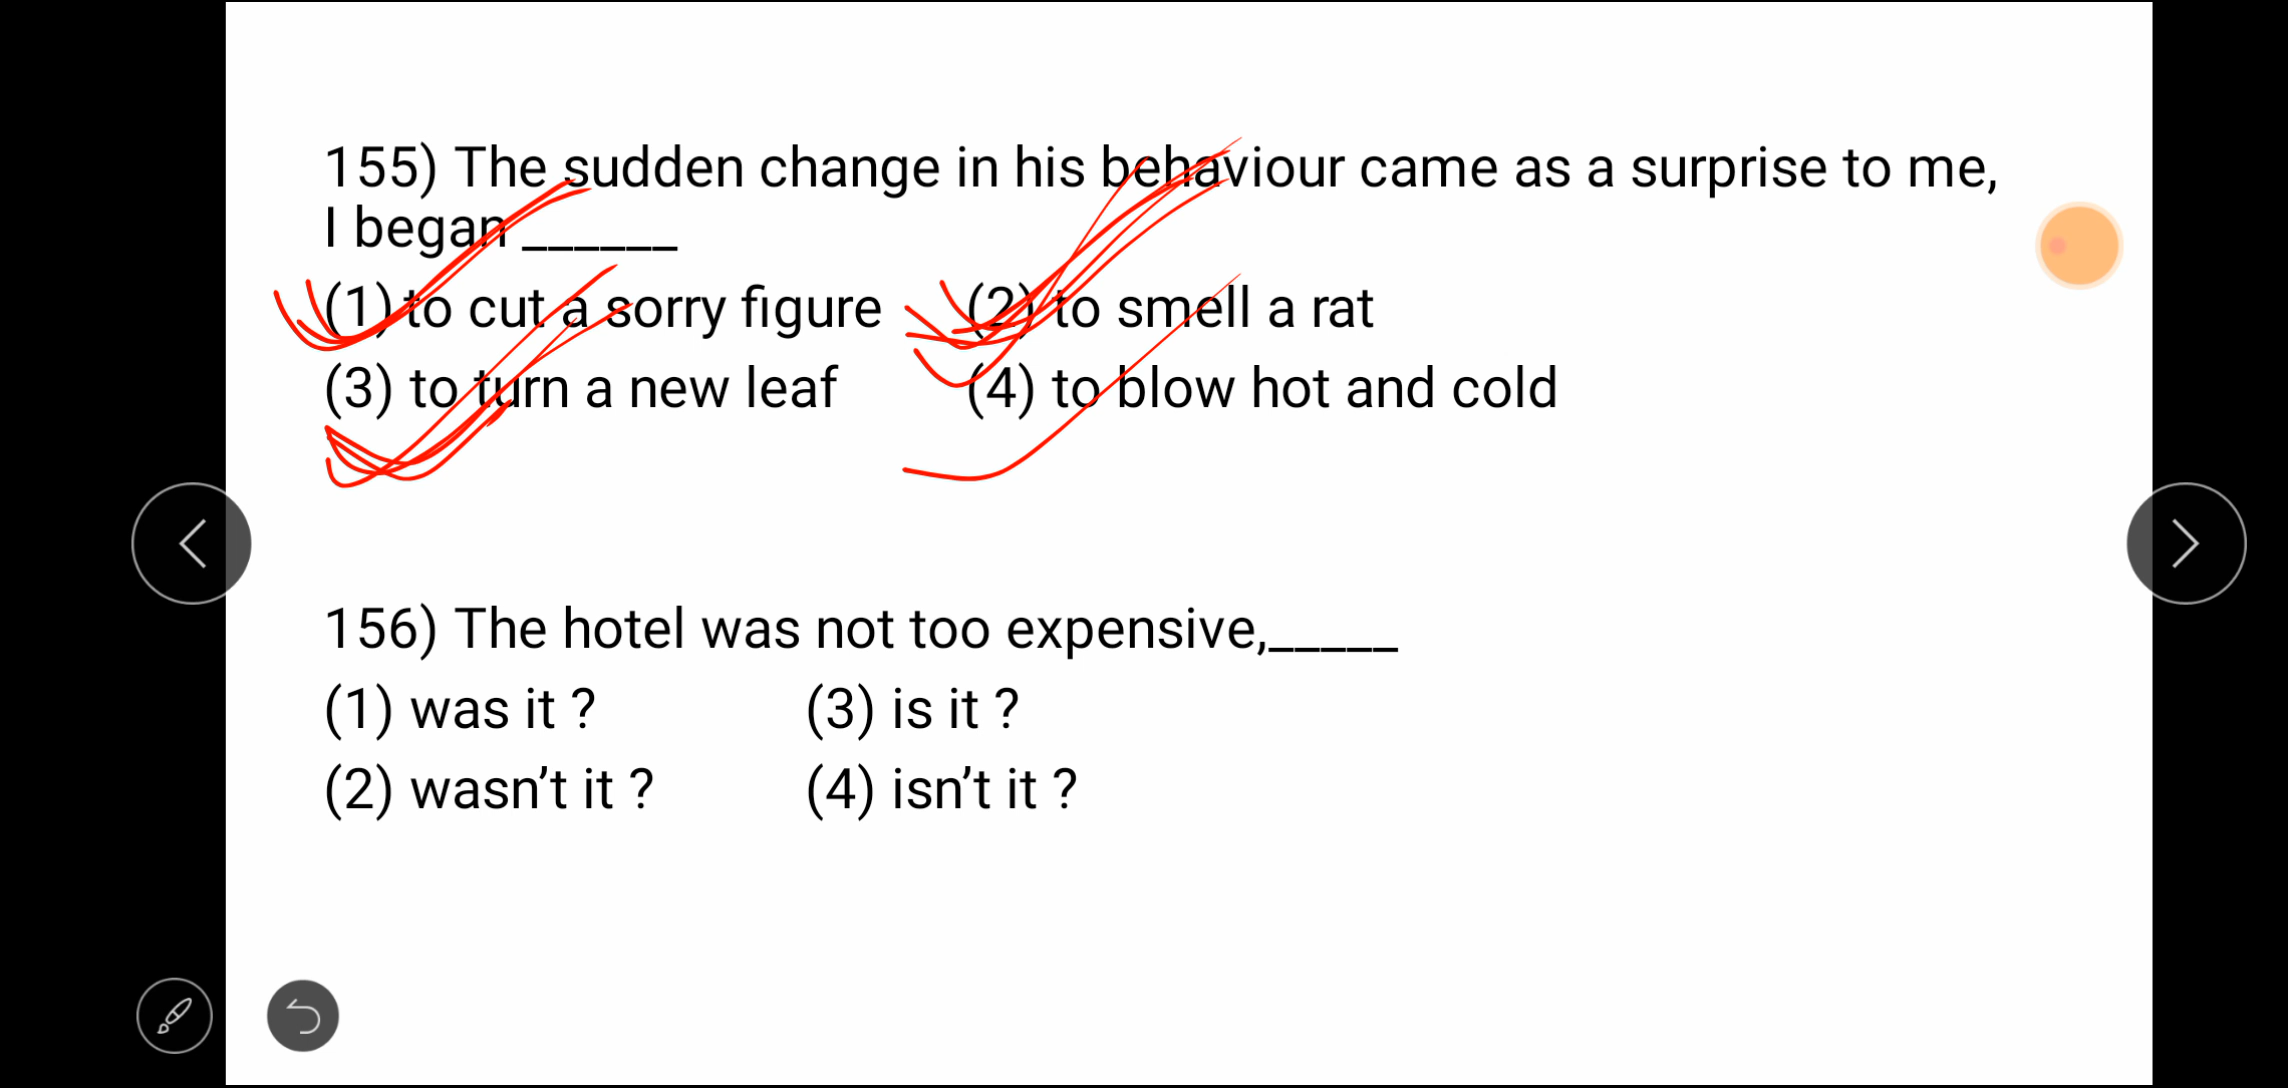 155) The sudden change in his behaviour came as a surprise to me,
I began ______
(1) to cut a sorry figure (2) to smell a rat
(3) to turn a new leaf (4) to blow hot and cold
156) The hotel was not too expensive,_____
(1) was it ? (3) is it ?
(2) wasn’t it ? (4) isn’t it ?